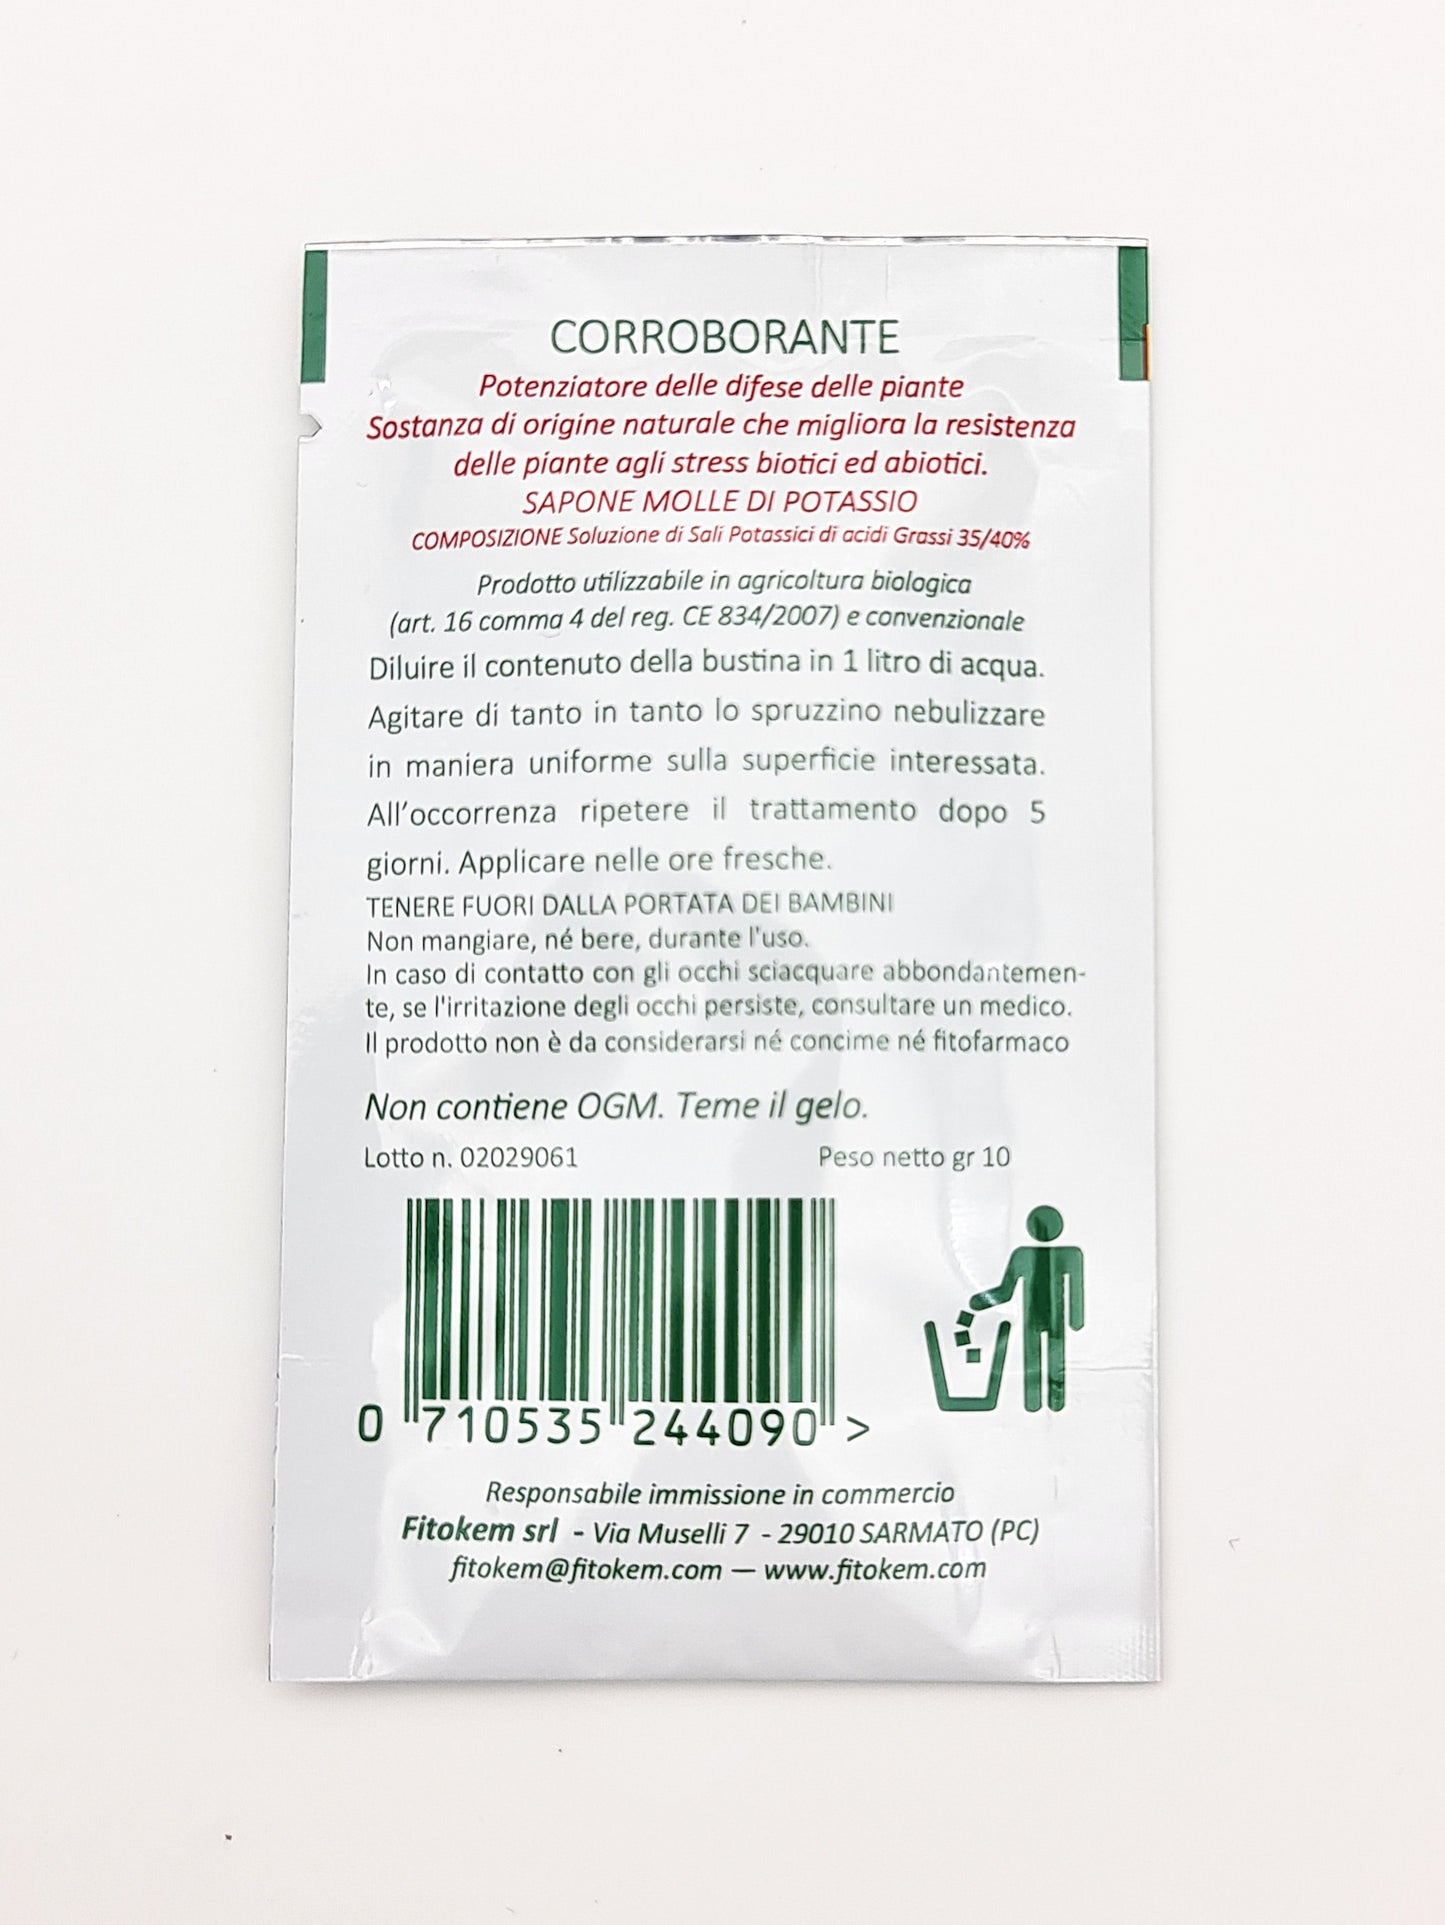 CORROBORANTE
Potenziatore delle difese delle piante
Sostanza di origine naturale che migliora la resistenza
delle piante agli stress biotici ed abiotici.
SAPONE MOLLE DI POTASSIO
COMPOSIZIONE Soluzione di Sali Potassici di acidi Grassi 35/40%
Prodotto utilizzabile in agricoltura biologica
(art. 16 comma 4 del reg. CE 834/2007) e convenzionale
Diluire il contenuto della bustina in 1 litro di acqua.
Agitare di tanto in tanto lo spruzzino nebulizzare
in maniera uniforme sulla superficie interessata.
All’occorrenza ripetere il trattamento dopo 5
giorni. Applicare nelle ore fresche.
TENERE FUORI DALLA PORTATA DEI BAMBINI
Non mangiare, né bere, durante l'uso.
In caso di contatto con gli occhi sciacquare abbondantemen-
te, se l'irritazione degli occhi persiste, consultare un medico.
Il prodotto non è da considerarsi né concime né fitofarmaco
Non contiene OGM. Teme il gelo.
Lotto n. 02029061 Peso netto gr 10
0 710535 244090 >
Responsabile immissione in commercio
Fitokem srl - Via Muselli 7 - 29010 SARMATO (PC)
fitokem@fitokem.com — www.fitokem.com